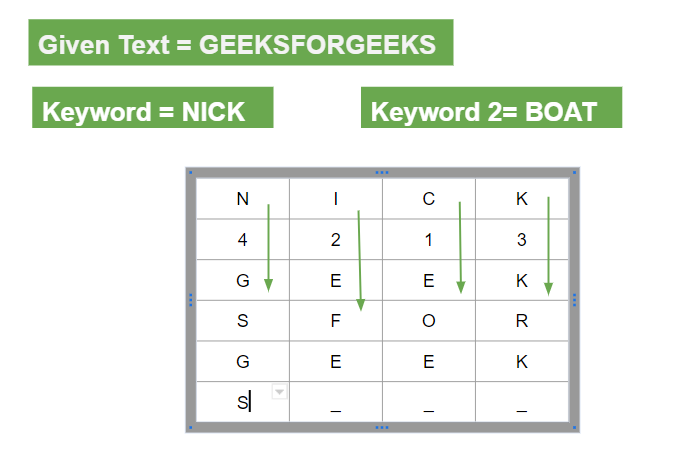 Given Text = GEEKSFORGEEKS
Keyword = NICK
Keyword 2= BOAT
N I C K
4 2 1 3
G E E K
S F O R
G E E K
S _ _ _